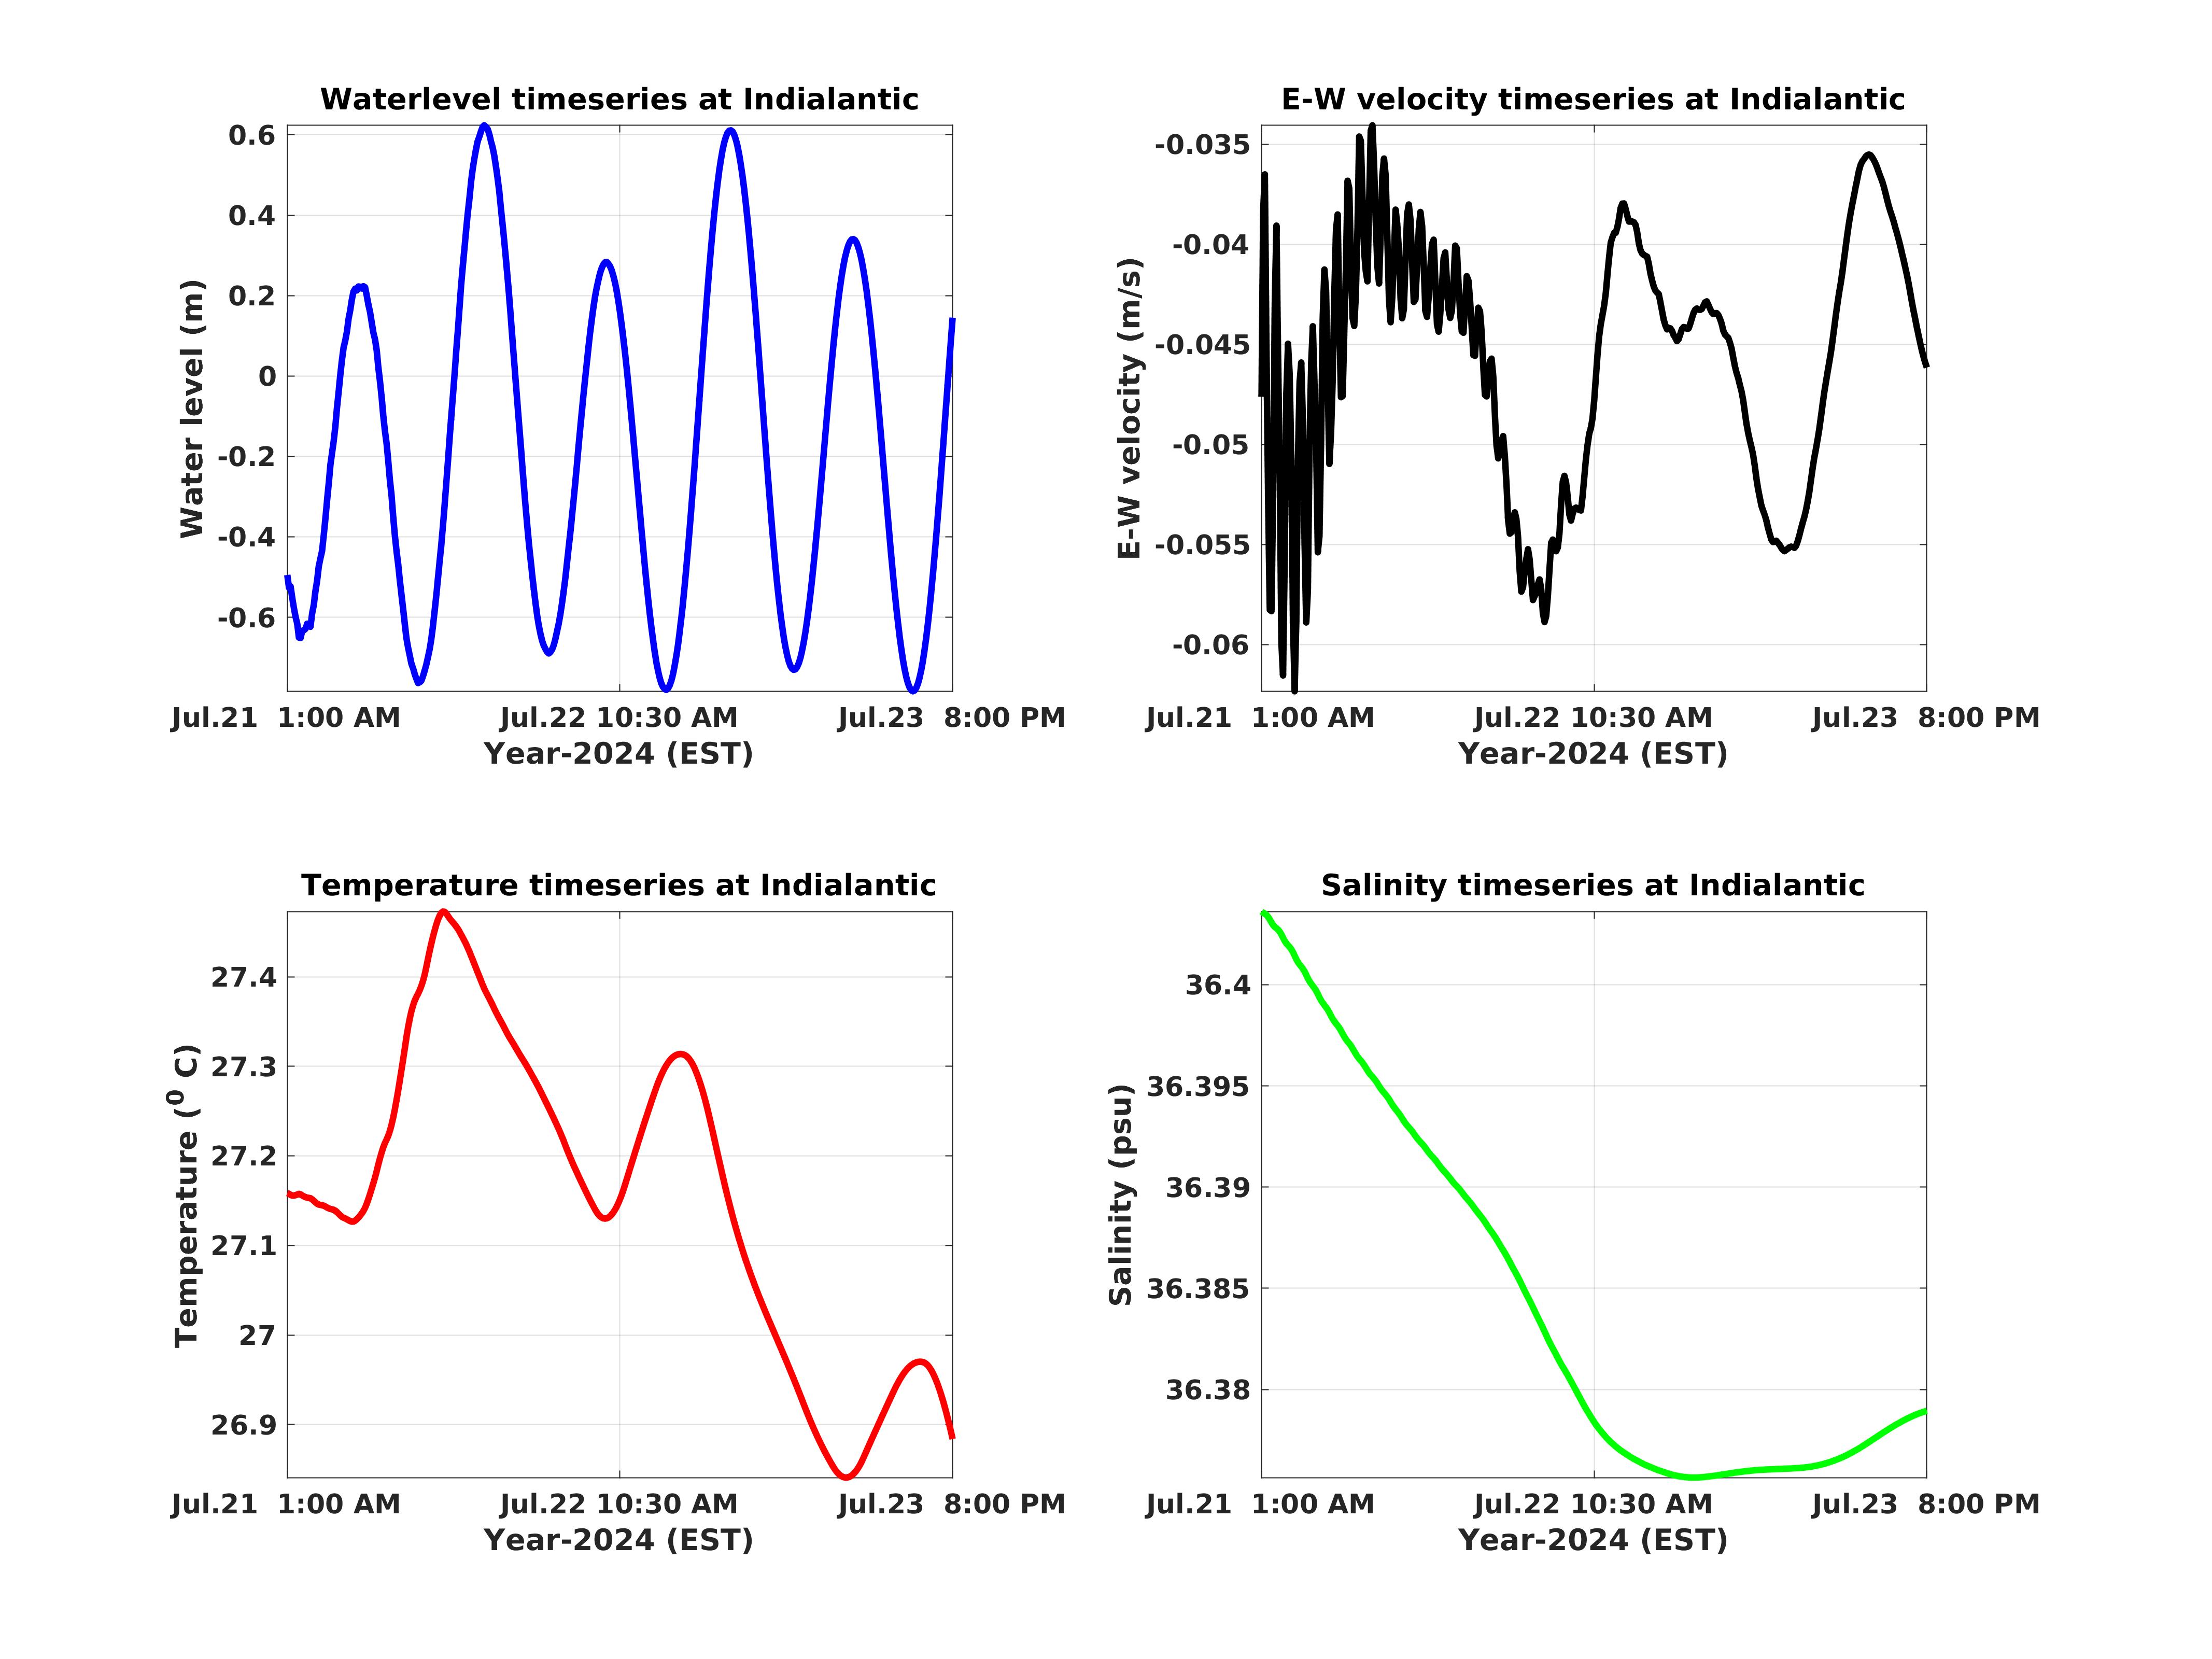 Waterlevel timeseries at Indialantic
0.6
0.4
0.2
0
-0.2
-0.4
-0.6
Water level (m)
Jul.21 1:00 AM Jul.22 10:30 AM Jul.23 8:00 PM
Year-2024 (EST)
E-W velocity timeseries at Indialantic
-0.035
-0.04
-0.045
-0.05
-0.055
-0.06
E-W velocity (m/s)
Jul.21 1:00 AM Jul.22 10:30 AM Jul.23 8:00 PM
Year-2024 (EST)
Temperature timeseries at Indialantic
27.4
27.3
27.2
27.1
27
26.9
Temperature (⁰ C)
Jul.21 1:00 AM Jul.22 10:30 AM Jul.23 8:00 PM
Year-2024 (EST)
Salinity timeseries at Indialantic
36.4
36.395
36.39
36.385
36.38
Salinity (psu)
Jul.21 1:00 AM Jul.22 10:30 AM Jul.23 8:00 PM
Year-2024 (EST)